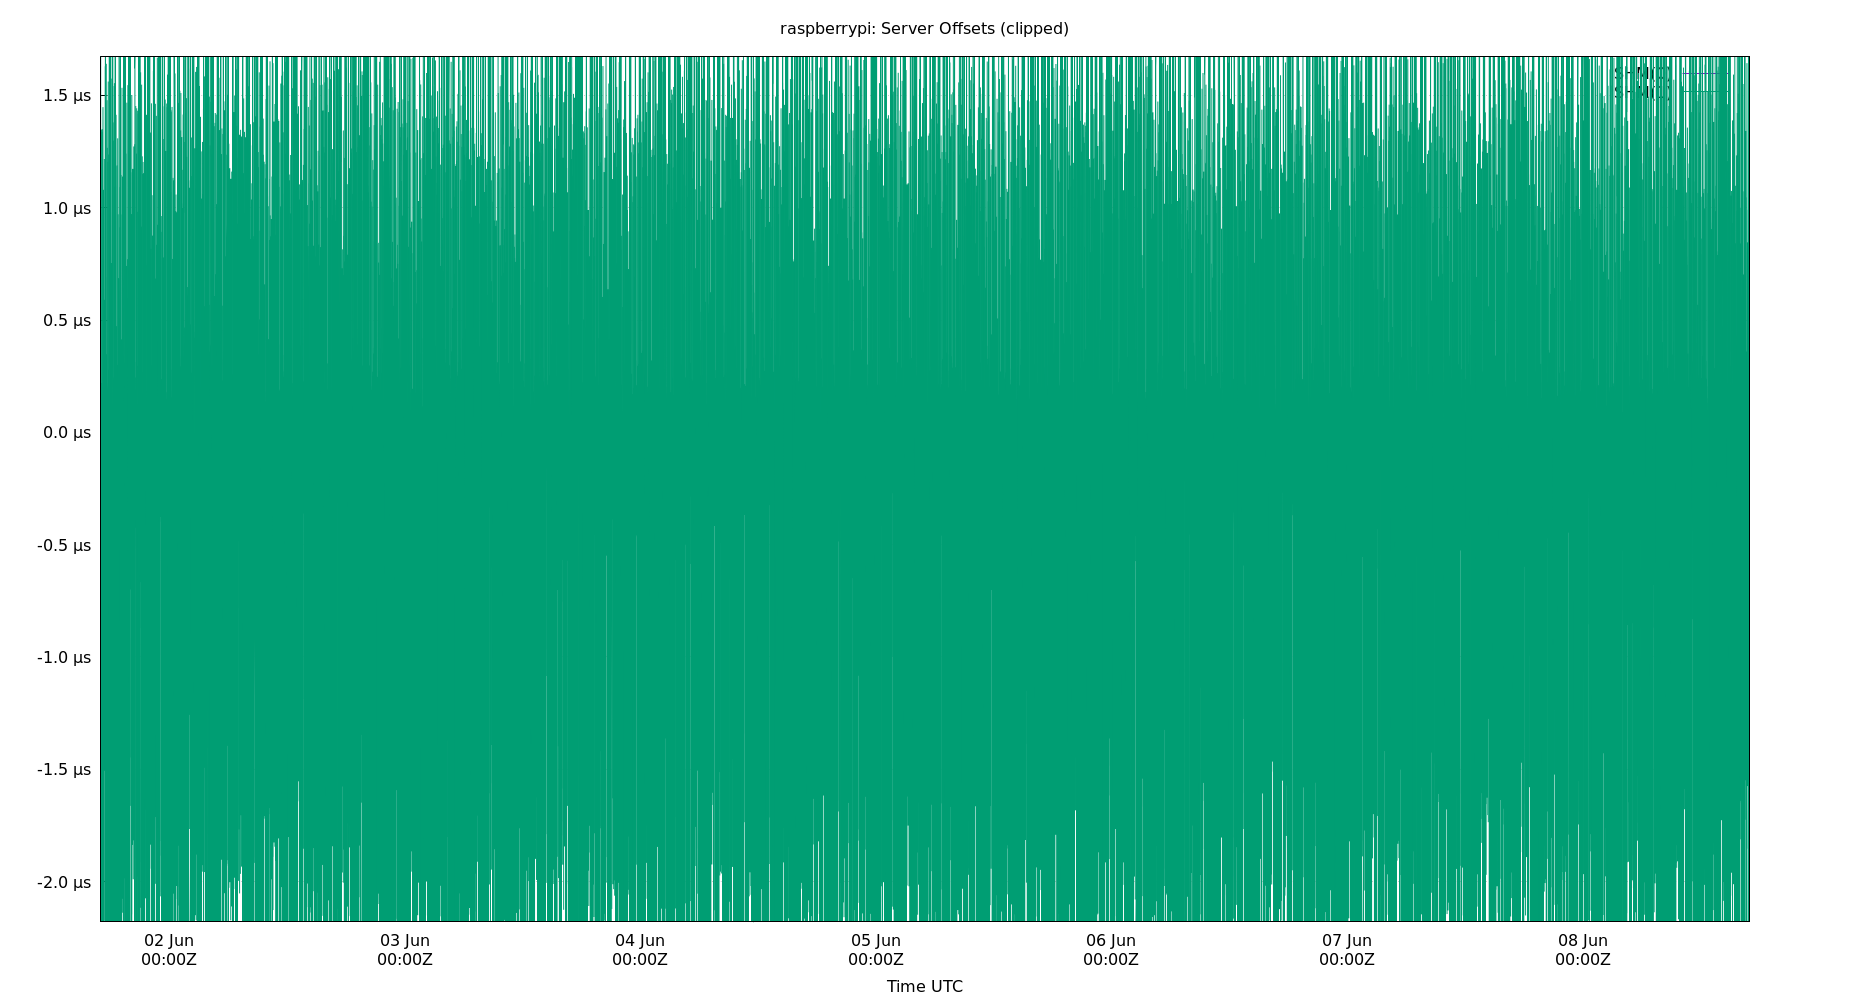 raspberrypi: Server Offsets (clipped)
1.5 µs
1.0 µs
0.5 µs
0.0 µs
-0.5 µs
-1.0 µs
-1.5 µs
-2.0 µs
02 Jun 03 Jun 04 Jun 05 Jun 06 Jun 07 Jun 08 Jun
00:00Z 00:00Z 00:00Z 00:00Z 00:00Z 00:00Z 00:00Z
Time UTC